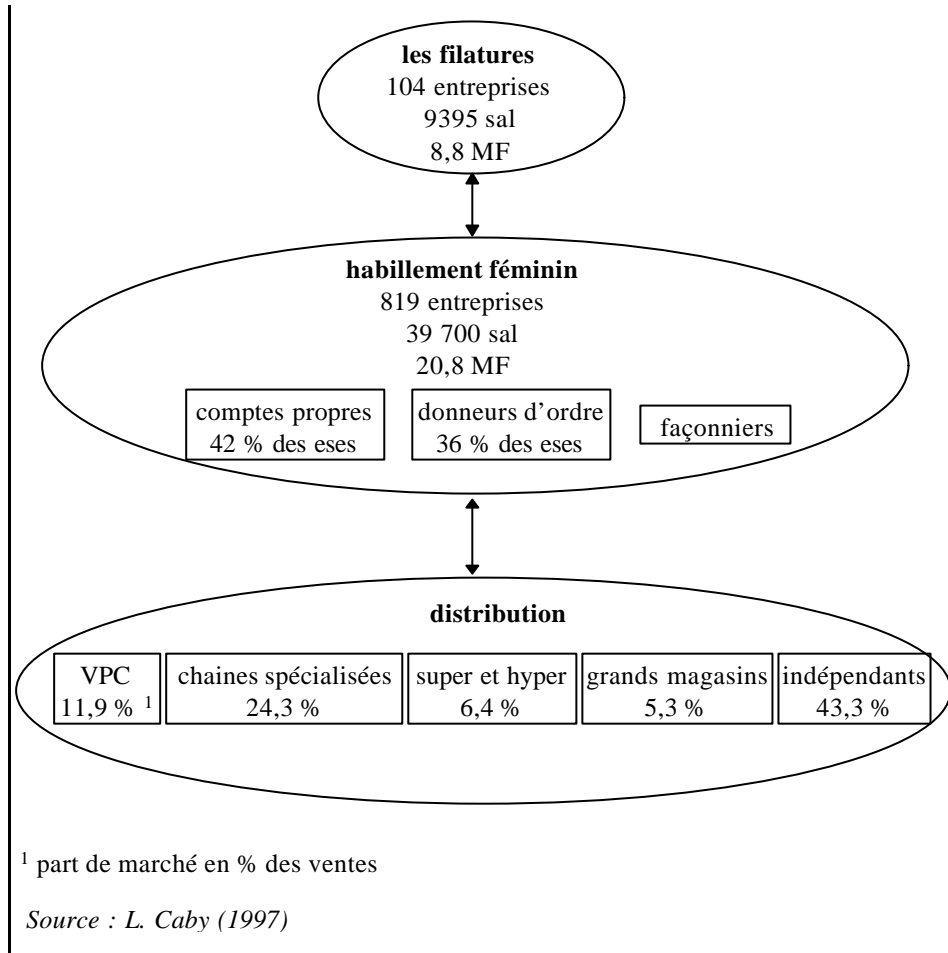 les filatures
104 entreprises
9395 sal
8,8 MF
habillement féminin
819 entreprises
39 700 sal
20,8 MF
comptes propres
42 % des eses
donneurs d’ordre
36 % des eses
façonniers
distribution
VPC
11,9 % ¹
chaines spécialisées
24,3 %
super et hyper
6,4 %
grands magasins
5,3 %
indépendants
43,3 %
¹ part de marché en % des ventes
Source : L. Caby (1997)